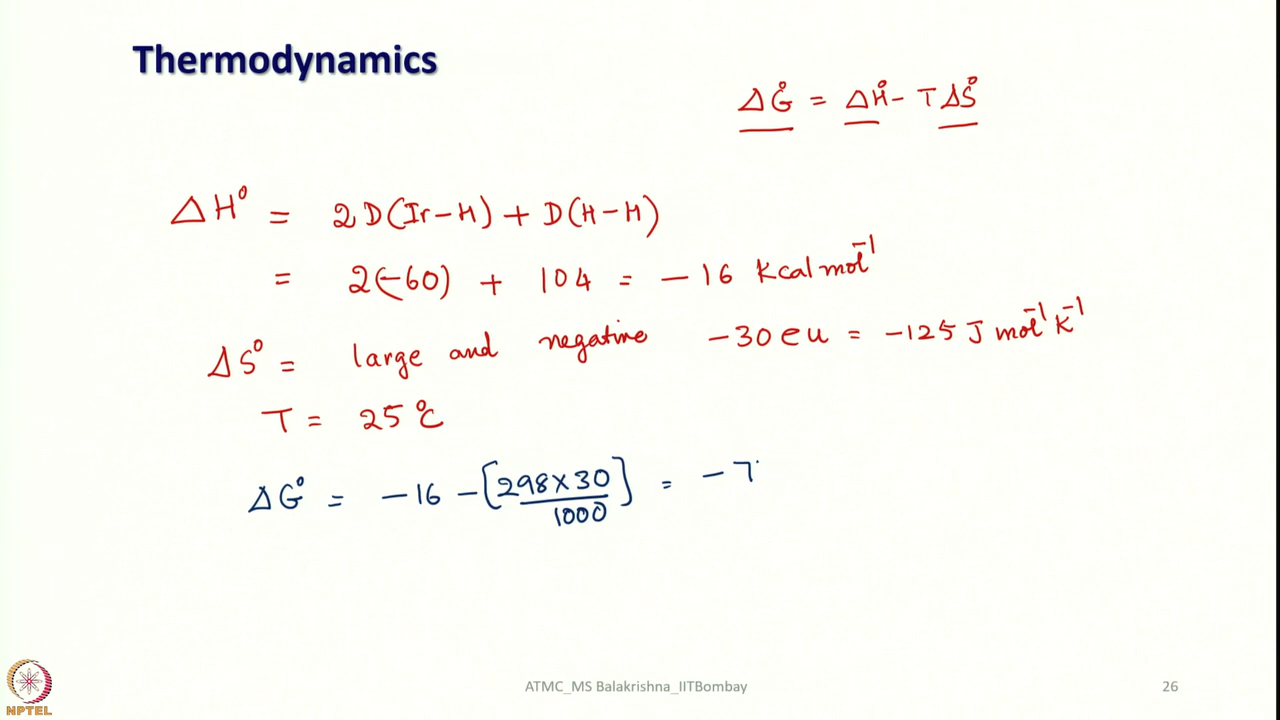 Thermodynamics
ΔG° = ΔH° - TΔS°
ΔH° = 2D(Ir-H) + D(H-H)
= 2(-60) + 104 = -16 Kcal mol⁻¹
ΔS° = large and negative -30 eu = -125 J mol⁻¹ K⁻¹
T = 25°C
ΔG° = -16 - [298×30/1000] = -7
NPTEL
ATMC_MS Balakrishna_IITBombay
26